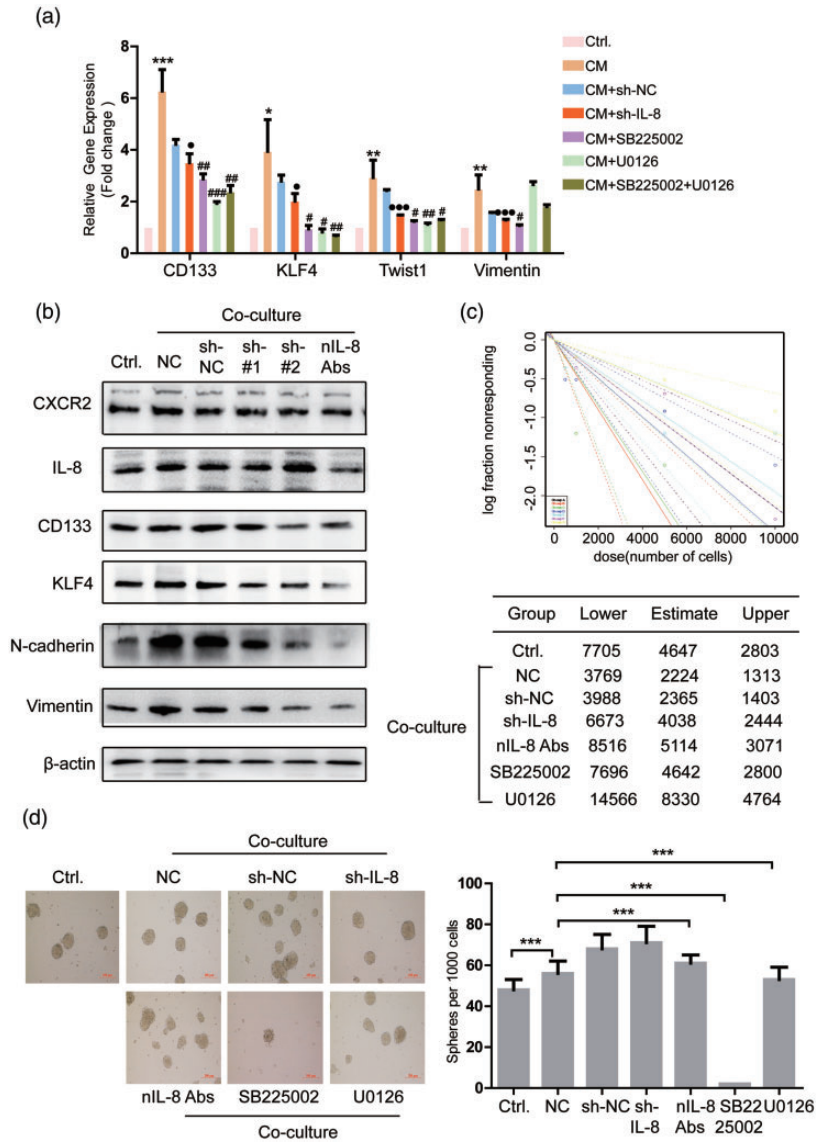 (a)
Relative Gene Expression
(Fold change)
8
6
4
2
0
***
●
##
###
##
*
●
#
#
##
**
●●●
#
##
#
**
●●●
#
CD133 KLF4 Twist1 Vimentin
Ctrl.
CM
CM+sh-NC
CM+sh-IL-8
CM+SB225002
CM+U0126
CM+SB225002+U0126
(b)
Co-culture
Ctrl. NC sh-NC sh-#1 sh-#2 nIL-8 Abs
CXCR2
IL-8
CD133
KLF4
N-cadherin
Vimentin
β-actin
(c)
log fraction nonresponding
0.0
-0.5
-1.0
-1.5
-2.0
0 2000 4000 6000 8000 10000
dose(number of cells)
Group Lower Estimate Upper
Ctrl. 7705 4647 2803
NC 3769 2224 1313
sh-NC 3988 2365 1403
Co-culture
sh-IL-8 6673 4038 2444
nIL-8 Abs 8516 5114 3071
SB225002 7696 4642 2800
U0126 14566 8330 4764
(d)
Co-culture
Ctrl. NC sh-NC sh-IL-8
nIL-8 Abs SB225002 U0126
Co-culture
Spheres per 1000 cells
100
80
60
40
20
0
***
***
***
***
Ctrl. NC sh-NC sh- nIL-8 SB22 U0126
IL-8 Abs 25002